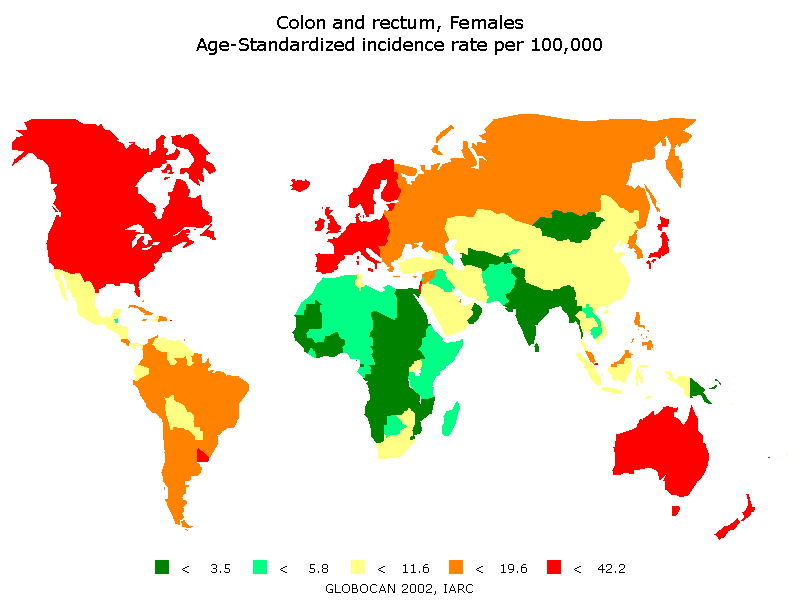 Colon and rectum, Females
Age-Standardized incidence rate per 100,000
< 3.5 < 5.8 < 11.6 < 19.6 < 42.2
GLOBOCAN 2002, IARC